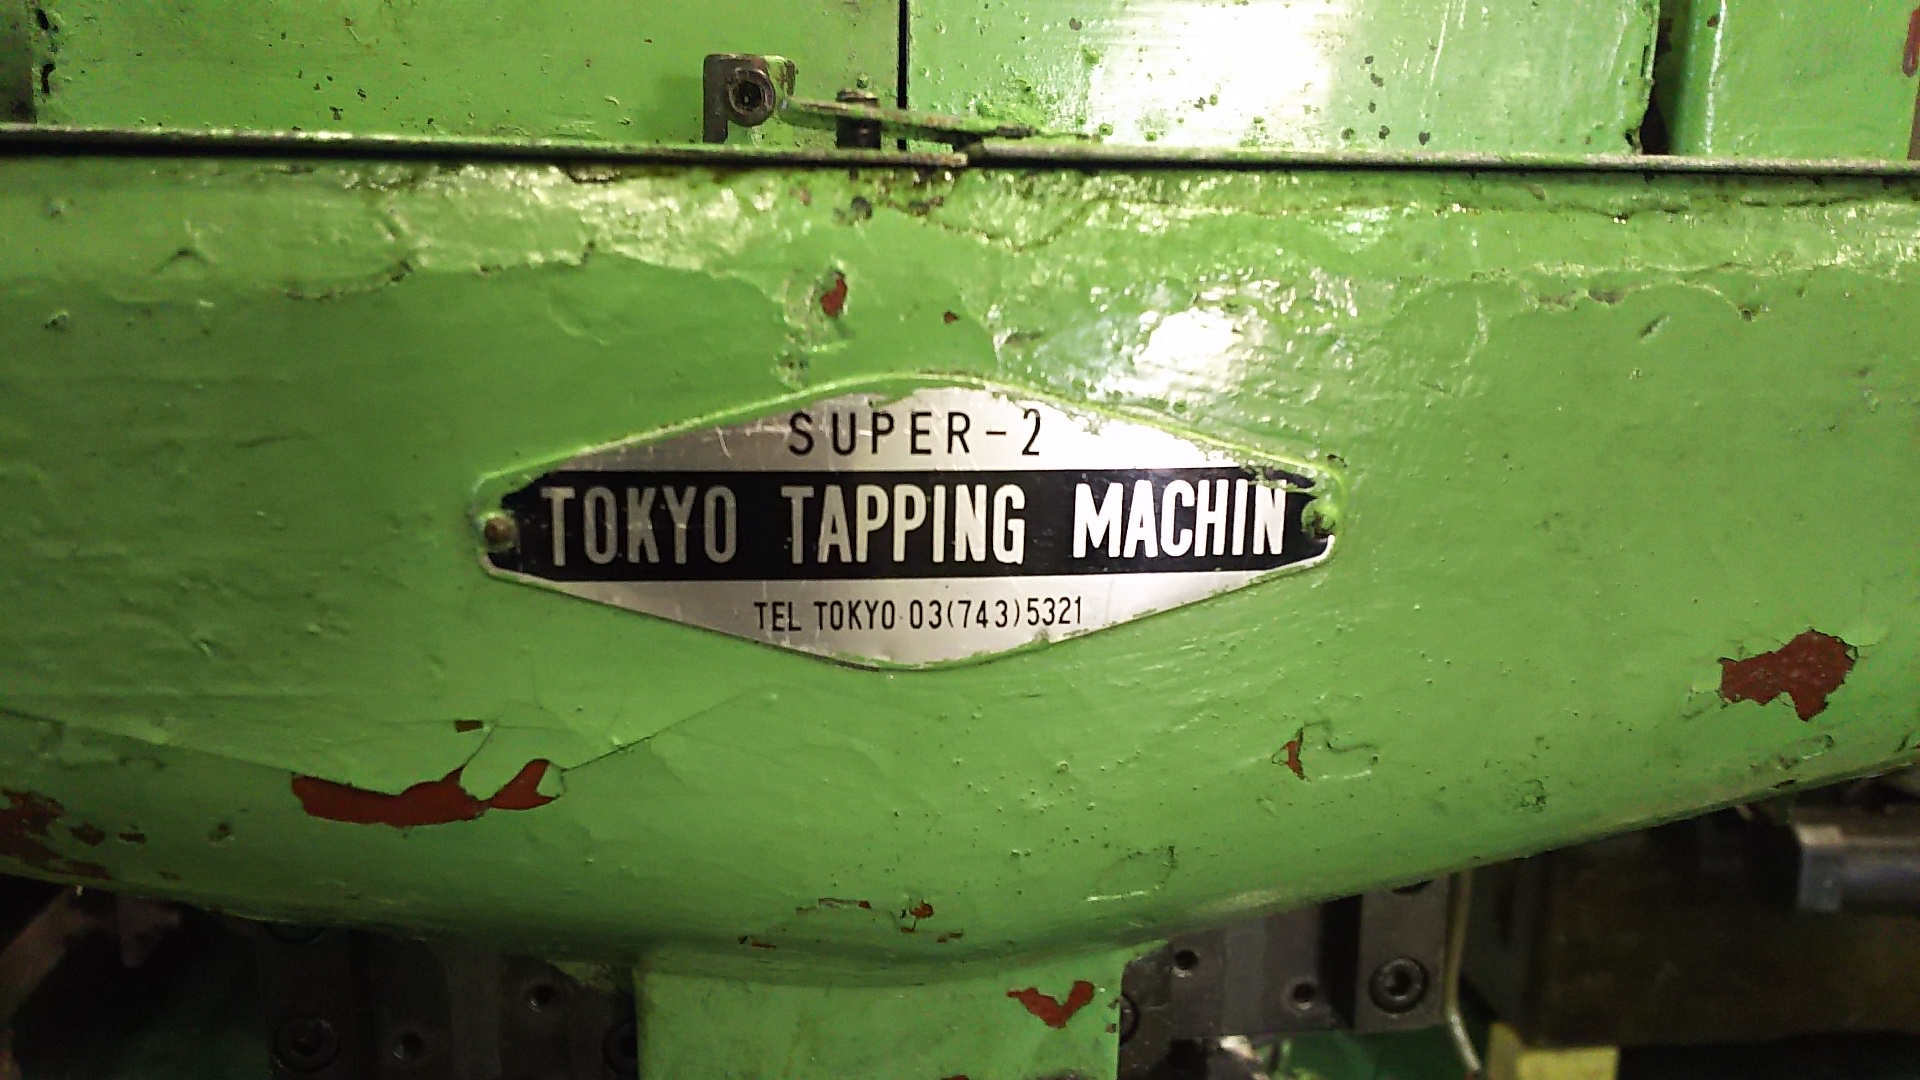 SUPER-2
TOKYO TAPPING MACHIN
TEL TOKYO 03(743)5321